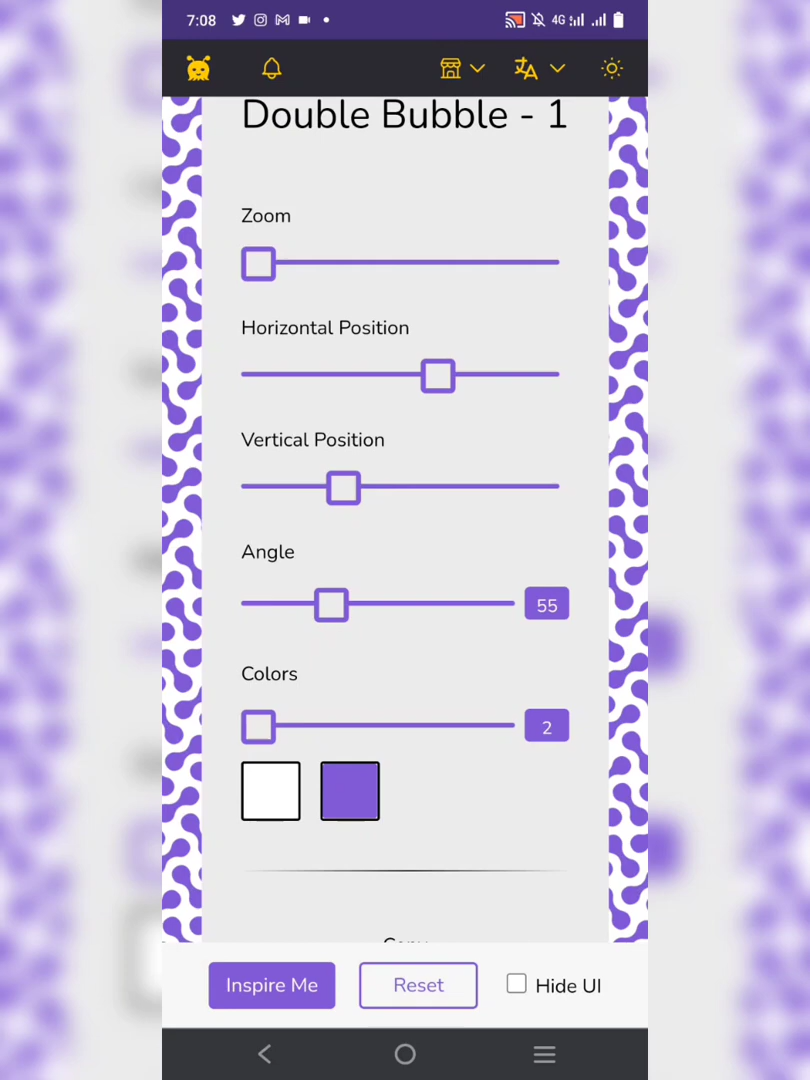 7:08
4G
Double Bubble - 1
Zoom
Horizontal Position
Vertical Position
Angle
55
Colors
2
Copy
Inspire Me
Reset
Hide UI